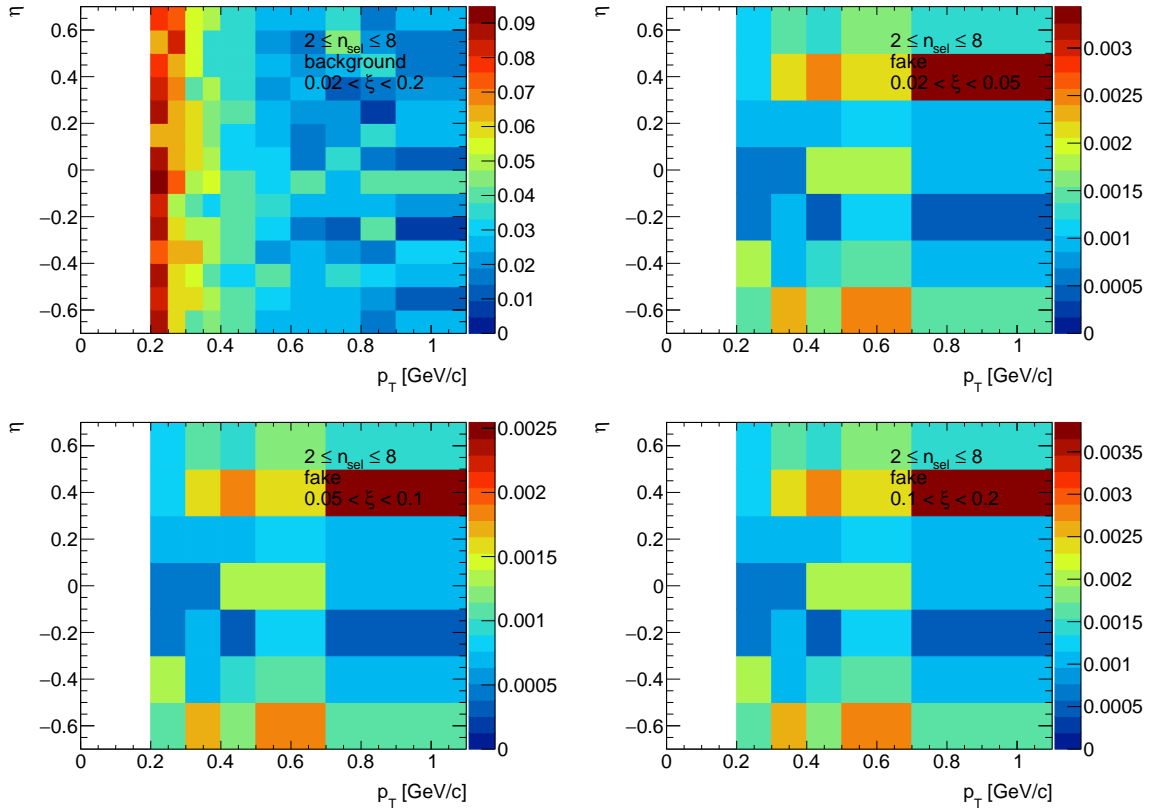 η
0.6
0.4
0.2
0
−0.2
−0.4
−0.6
2 ≤ n_sel ≤ 8
background
0.02 < ξ < 0.2
0 0.2 0.4 0.6 0.8 1
p_T [GeV/c]
0.09
0.08
0.07
0.06
0.05
0.04
0.03
0.02
0.01
0
η
0.6
0.4
0.2
0
−0.2
−0.4
−0.6
2 ≤ n_sel ≤ 8
fake
0.02 < ξ < 0.05
0 0.2 0.4 0.6 0.8 1
p_T [GeV/c]
0.003
0.0025
0.002
0.0015
0.001
0.0005
0
η
0.6
0.4
0.2
0
−0.2
−0.4
−0.6
2 ≤ n_sel ≤ 8
fake
0.05 < ξ < 0.1
0 0.2 0.4 0.6 0.8 1
p_T [GeV/c]
0.0025
0.002
0.0015
0.001
0.0005
0
η
0.6
0.4
0.2
0
−0.2
−0.4
−0.6
2 ≤ n_sel ≤ 8
fake
0.1 < ξ < 0.2
0 0.2 0.4 0.6 0.8 1
p_T [GeV/c]
0.0035
0.003
0.0025
0.002
0.0015
0.001
0.0005
0